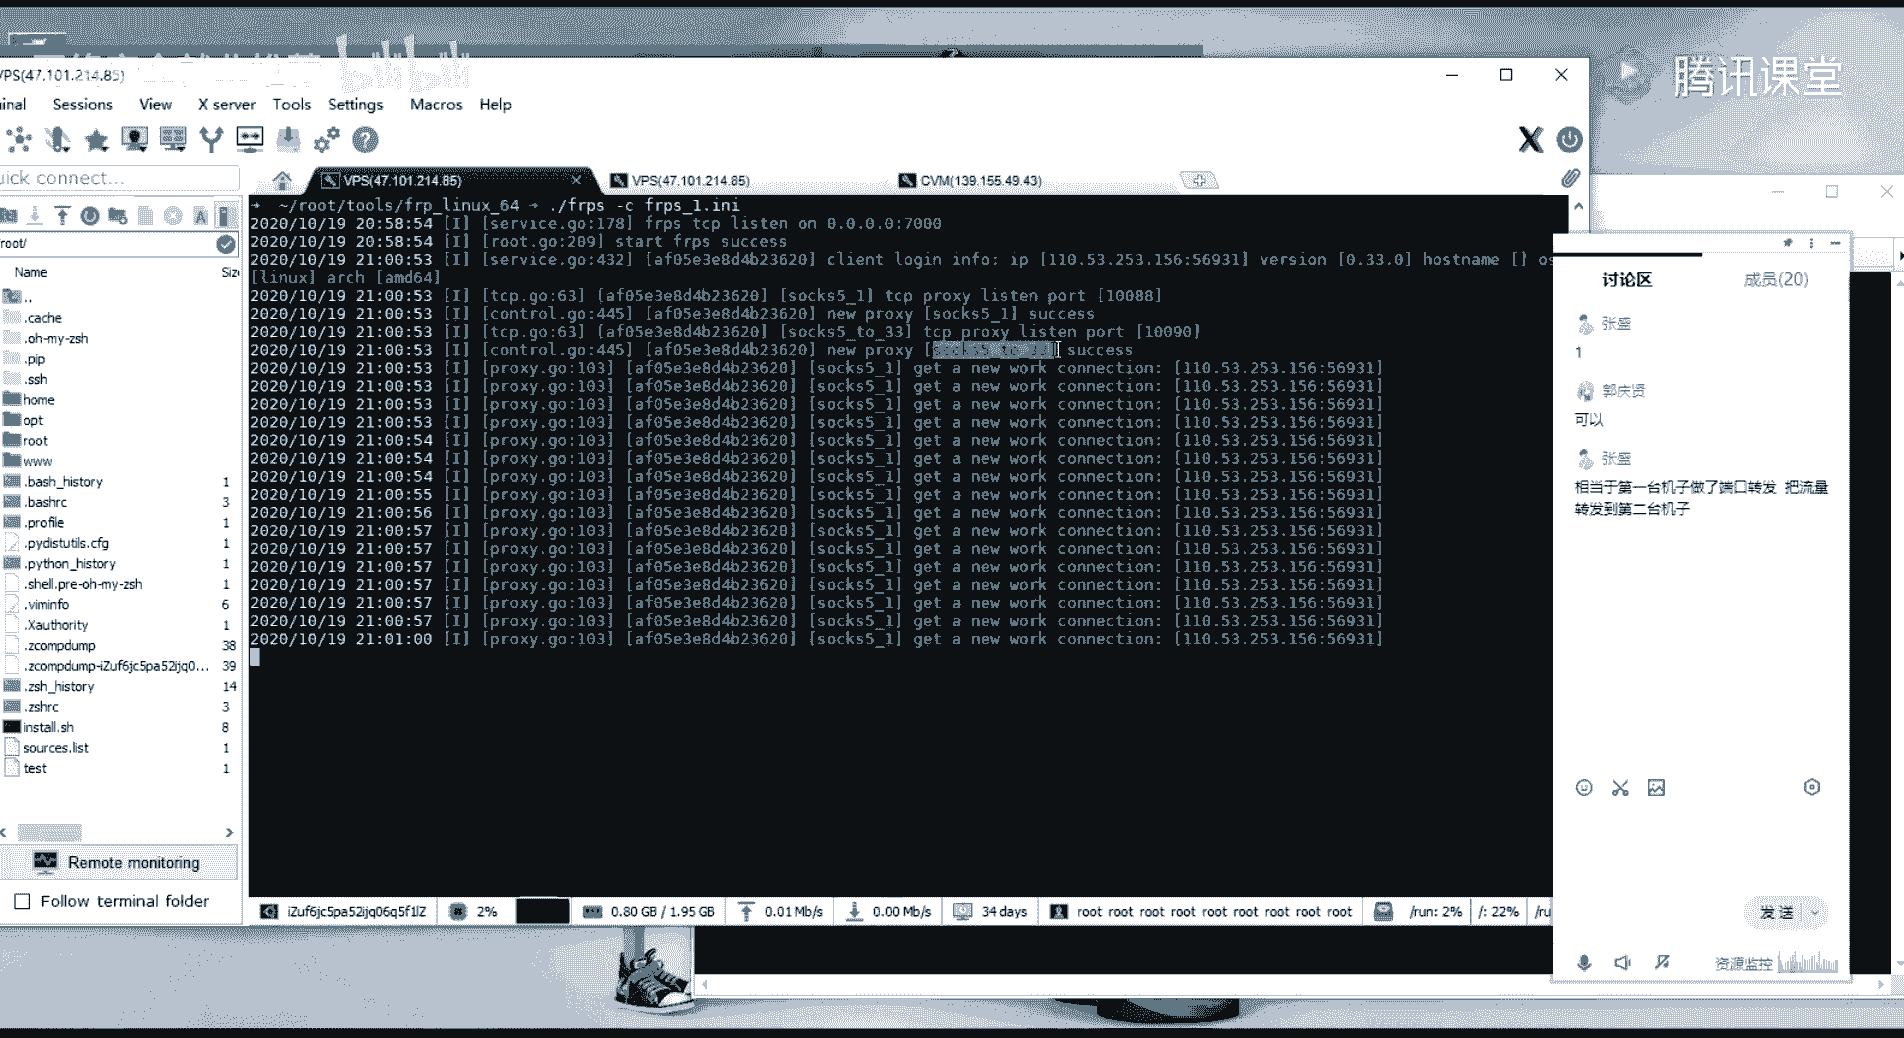 bilibili
腾讯课堂
VPS(47.101.214.85)
inal Sessions View X server Tools Settings Macros Help
uick connect...
VPS(47.101.214.85)
VPS(47.101.214.85)
CVM(139.155.49.43)
root/
Name
Siz
..
.cache
.oh-my-zsh
.pip
.ssh
home
opt
root
www
.bash_history 1
.bashrc 3
.profile 1
.pydistutils.cfg 1
.python_history 1
.shell.pre-oh-my-zsh 1
.viminfo 6
.Xauthority 1
.zcompdump 38
.zcompdump-iZuf6jc5pa52ijq0... 39
.zsh_history 14
.zshrc 3
install.sh 8
sources.list 1
test 1
Remote monitoring
Follow terminal folder
~/root/tools/frp_linux_64 → ./frps -c frps_1.ini
2020/10/19 20:58:54 [I] [service.go:178] frps tcp listen on 0.0.0.0:7000
2020/10/19 20:58:54 [I] [root.go:209] start frps success
2020/10/19 21:00:53 [I] [service.go:432] [af05e3e8d4b23620] client login info: ip [110.53.253.156:56931] version [0.33.0] hostname [] os
[linux] arch [amd64]
2020/10/19 21:00:53 [I] [tcp.go:63] [af05e3e8d4b23620] [socks5_1] tcp proxy listen port [10088]
2020/10/19 21:00:53 [I] [control.go:445] [af05e3e8d4b23620] new proxy [socks5_1] success
2020/10/19 21:00:53 [I] [tcp.go:63] [af05e3e8d4b23620] [socks5_to_33] tcp proxy listen port [10090]
2020/10/19 21:00:53 [I] [control.go:445] [af05e3e8d4b23620] new proxy [socks5_to_33] success
2020/10/19 21:00:53 [I] [proxy.go:103] [af05e3e8d4b23620] [socks5_1] get a new work connection: [110.53.253.156:56931]
2020/10/19 21:00:53 [I] [proxy.go:103] [af05e3e8d4b23620] [socks5_1] get a new work connection: [110.53.253.156:56931]
2020/10/19 21:00:53 [I] [proxy.go:103] [af05e3e8d4b23620] [socks5_1] get a new work connection: [110.53.253.156:56931]
2020/10/19 21:00:53 [I] [proxy.go:103] [af05e3e8d4b23620] [socks5_1] get a new work connection: [110.53.253.156:56931]
2020/10/19 21:00:54 [I] [proxy.go:103] [af05e3e8d4b23620] [socks5_1] get a new work connection: [110.53.253.156:56931]
2020/10/19 21:00:54 [I] [proxy.go:103] [af05e3e8d4b23620] [socks5_1] get a new work connection: [110.53.253.156:56931]
2020/10/19 21:00:54 [I] [proxy.go:103] [af05e3e8d4b23620] [socks5_1] get a new work connection: [110.53.253.156:56931]
2020/10/19 21:00:55 [I] [proxy.go:103] [af05e3e8d4b23620] [socks5_1] get a new work connection: [110.53.253.156:56931]
2020/10/19 21:00:56 [I] [proxy.go:103] [af05e3e8d4b23620] [socks5_1] get a new work connection: [110.53.253.156:56931]
2020/10/19 21:00:57 [I] [proxy.go:103] [af05e3e8d4b23620] [socks5_1] get a new work connection: [110.53.253.156:56931]
2020/10/19 21:00:57 [I] [proxy.go:103] [af05e3e8d4b23620] [socks5_1] get a new work connection: [110.53.253.156:56931]
2020/10/19 21:00:57 [I] [proxy.go:103] [af05e3e8d4b23620] [socks5_1] get a new work connection: [110.53.253.156:56931]
2020/10/19 21:00:57 [I] [proxy.go:103] [af05e3e8d4b23620] [socks5_1] get a new work connection: [110.53.253.156:56931]
2020/10/19 21:00:57 [I] [proxy.go:103] [af05e3e8d4b23620] [socks5_1] get a new work connection: [110.53.253.156:56931]
2020/10/19 21:00:57 [I] [proxy.go:103] [af05e3e8d4b23620] [socks5_1] get a new work connection: [110.53.253.156:56931]
2020/10/19 21:01:00 [I] [proxy.go:103] [af05e3e8d4b23620] [socks5_1] get a new work connection: [110.53.253.156:56931]
iZuf6jc5pa52ijq06q5f1lZ 2% 0.80 GB / 1.95 GB 0.01 Mb/s 0.00 Mb/s 34 days root root root root root root root root root /run: 2% /: 22% /ru
讨论区 成员(20)
张盛
1
郭庆贤
可以
张盛
相当于第一台机子做了端口转发 把流量
转发到第二台机子
发送
资源监控